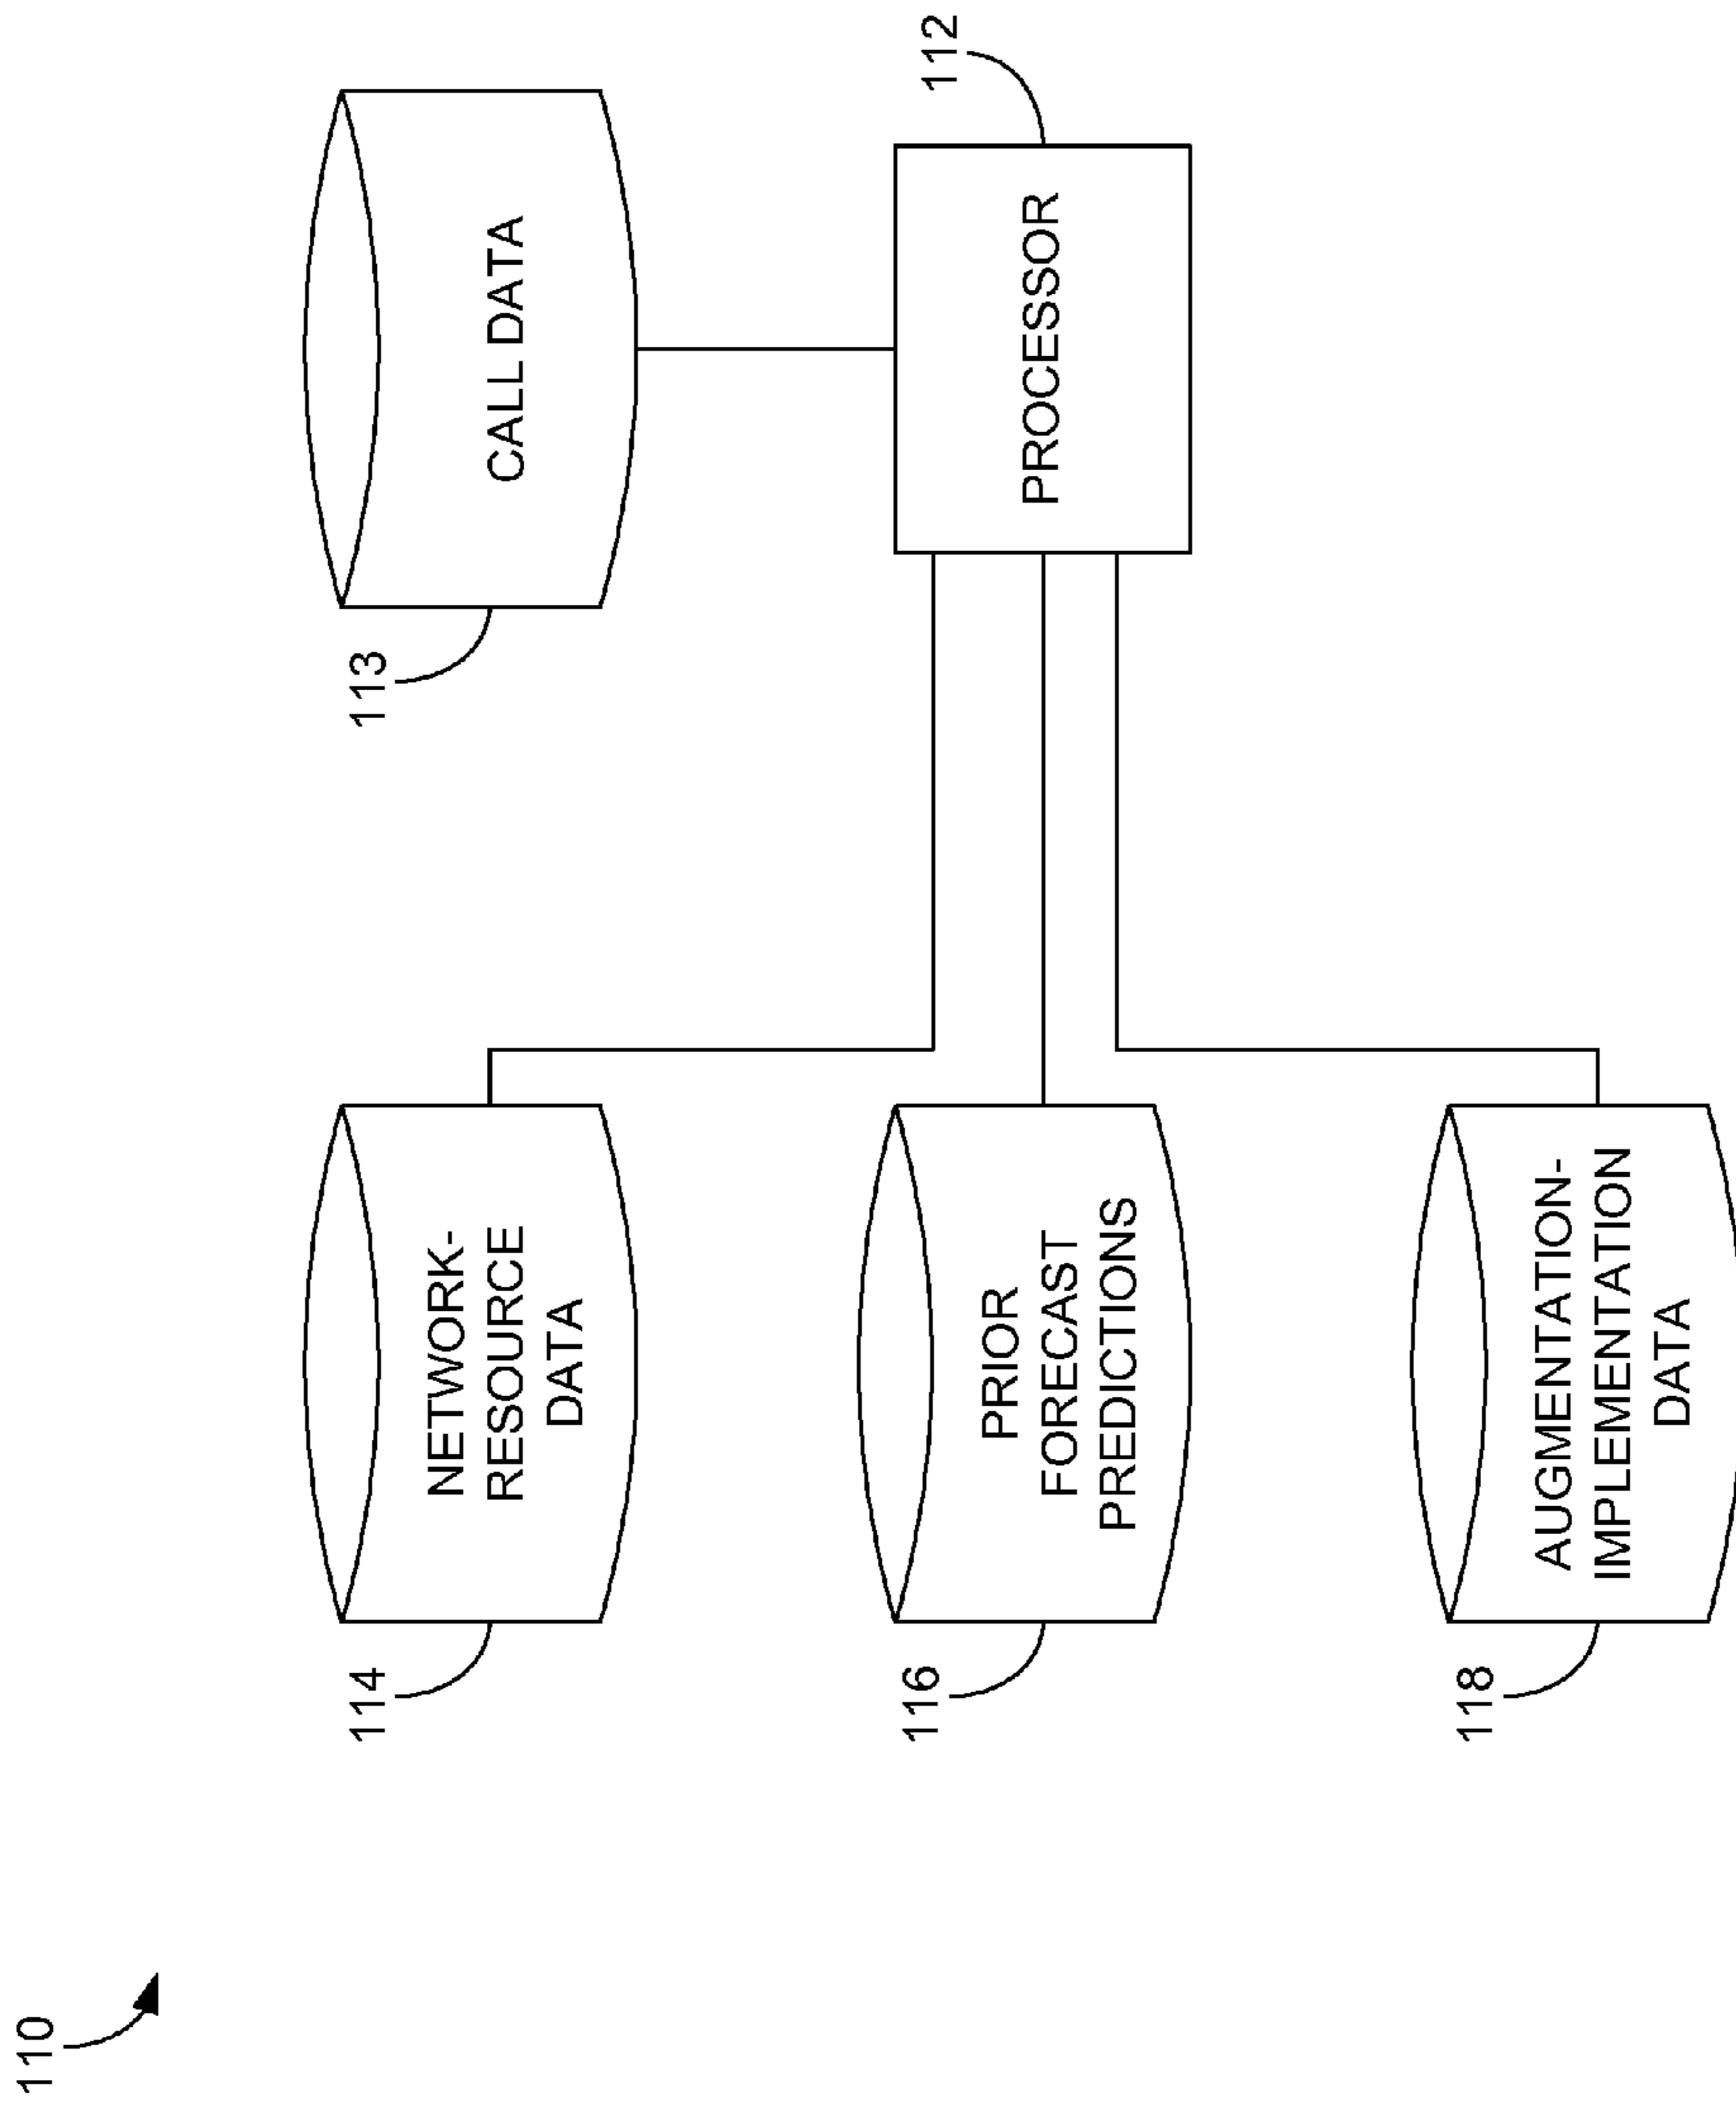 110
114
NETWORK-
RESOURCE
DATA
113
CALL DATA
116
PRIOR
FORECAST
PREDICTIONS
112
PROCESSOR
118
AUGMENTATION-
IMPLEMENTATION
DATA